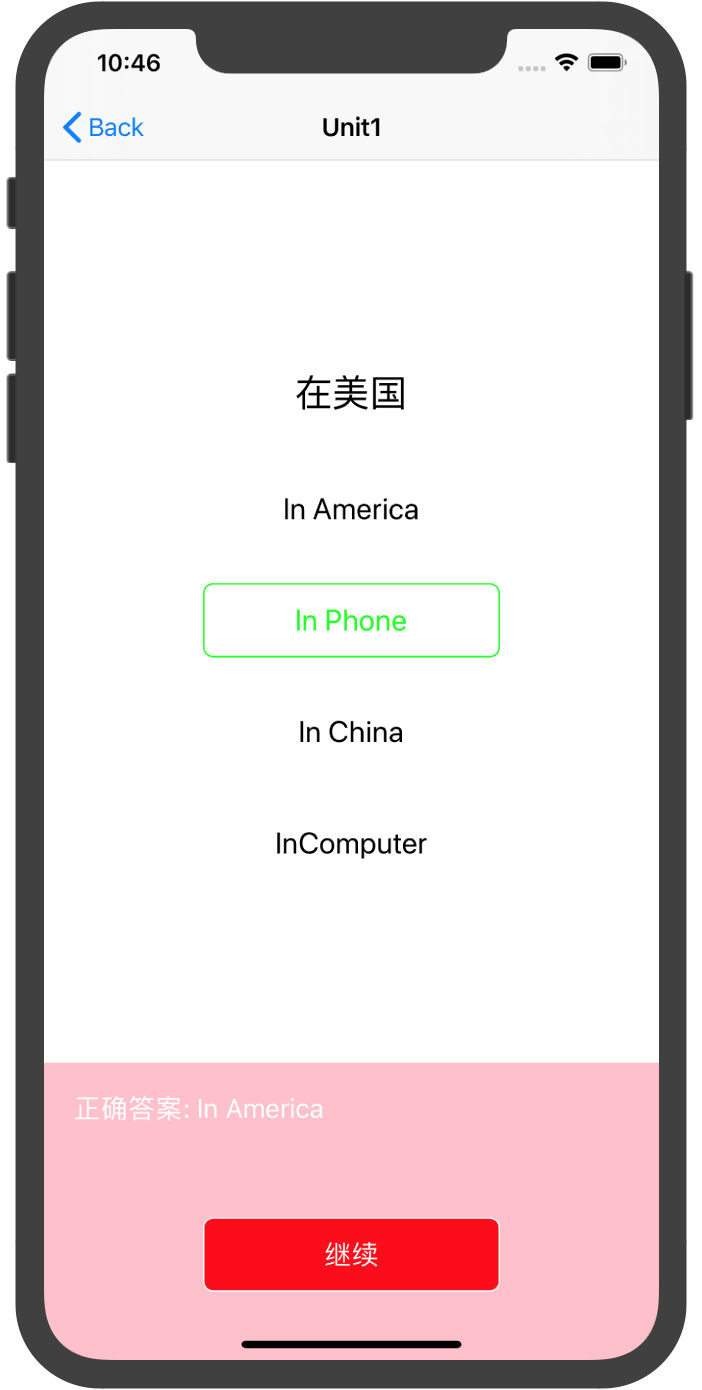 10:46
Back
Unit1
在美国
In America
In Phone
In China
InComputer
正确答案: In America
继续